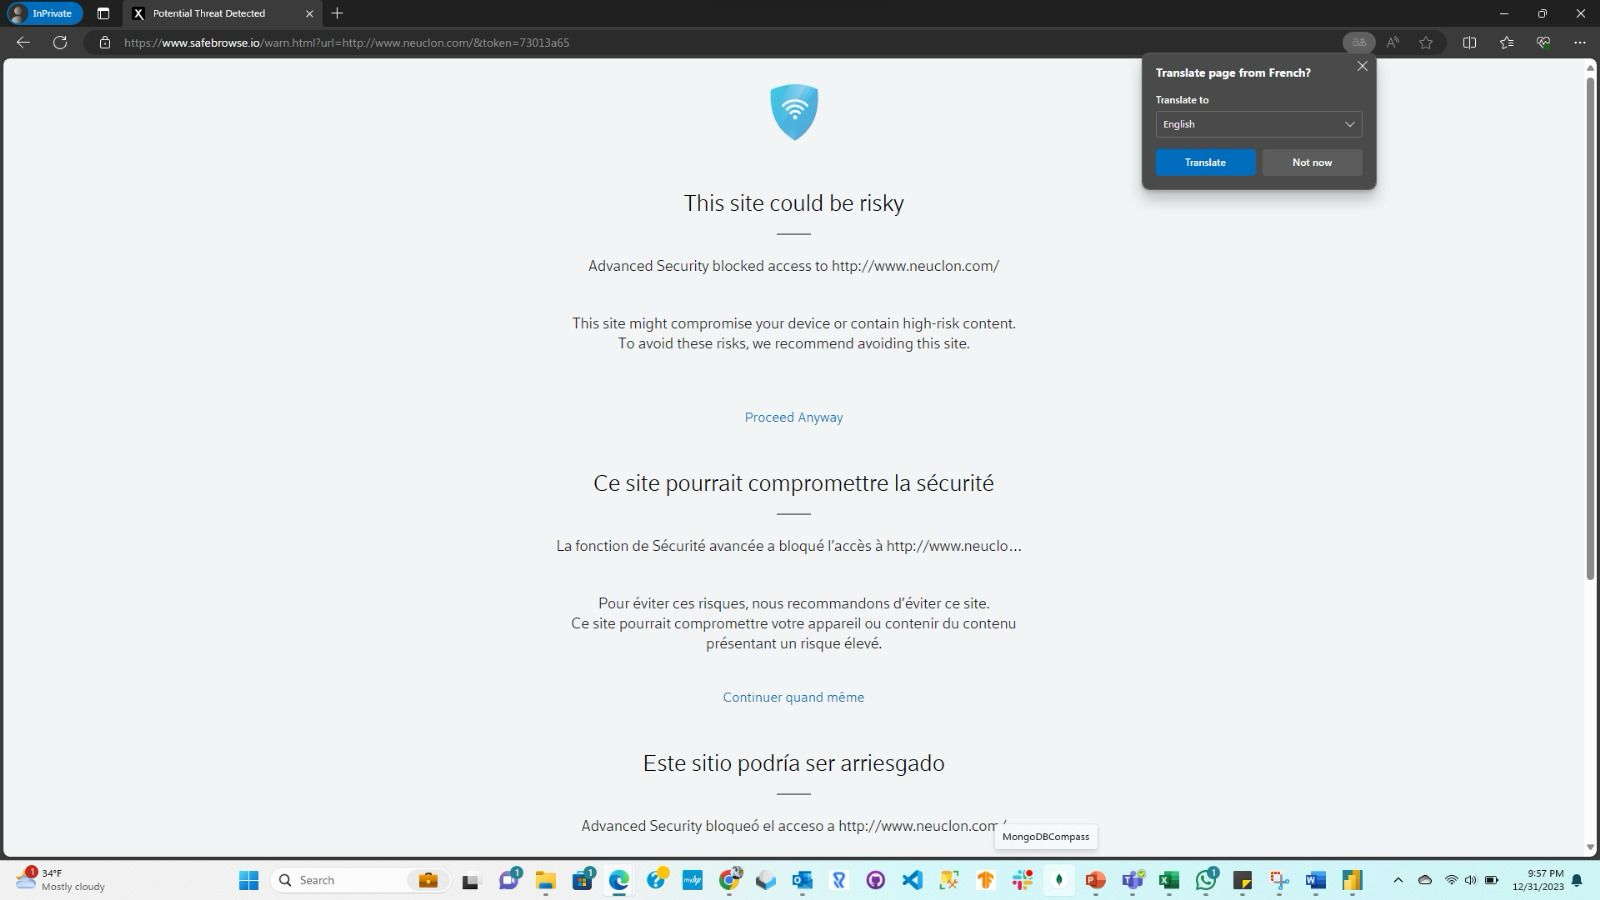 InPrivate
Potential Threat Detected
https://www.safebrowse.io/warn.html?url=http://www.neuclon.com/&token=73013a65
Translate page from French?
Translate to
English
Translate
Not now
This site could be risky
Advanced Security blocked access to http://www.neuclon.com/
This site might compromise your device or contain high-risk content.
To avoid these risks, we recommend avoiding this site.
Proceed Anyway
Ce site pourrait compromettre la sécurité
La fonction de Sécurité avancée a bloqué l’accès à http://www.neuclo...
Pour éviter ces risques, nous recommandons d’éviter ce site.
Ce site pourrait compromettre votre appareil ou contenir du contenu
présentant un risque élevé.
Continuer quand même
Este sitio podría ser arriesgado
Advanced Security bloqueó el acceso a http://www.neuclon.com/
MongoDBCompass
1
34°F
Mostly cloudy
Search
1
1
1
9:57 PM
12/31/2023